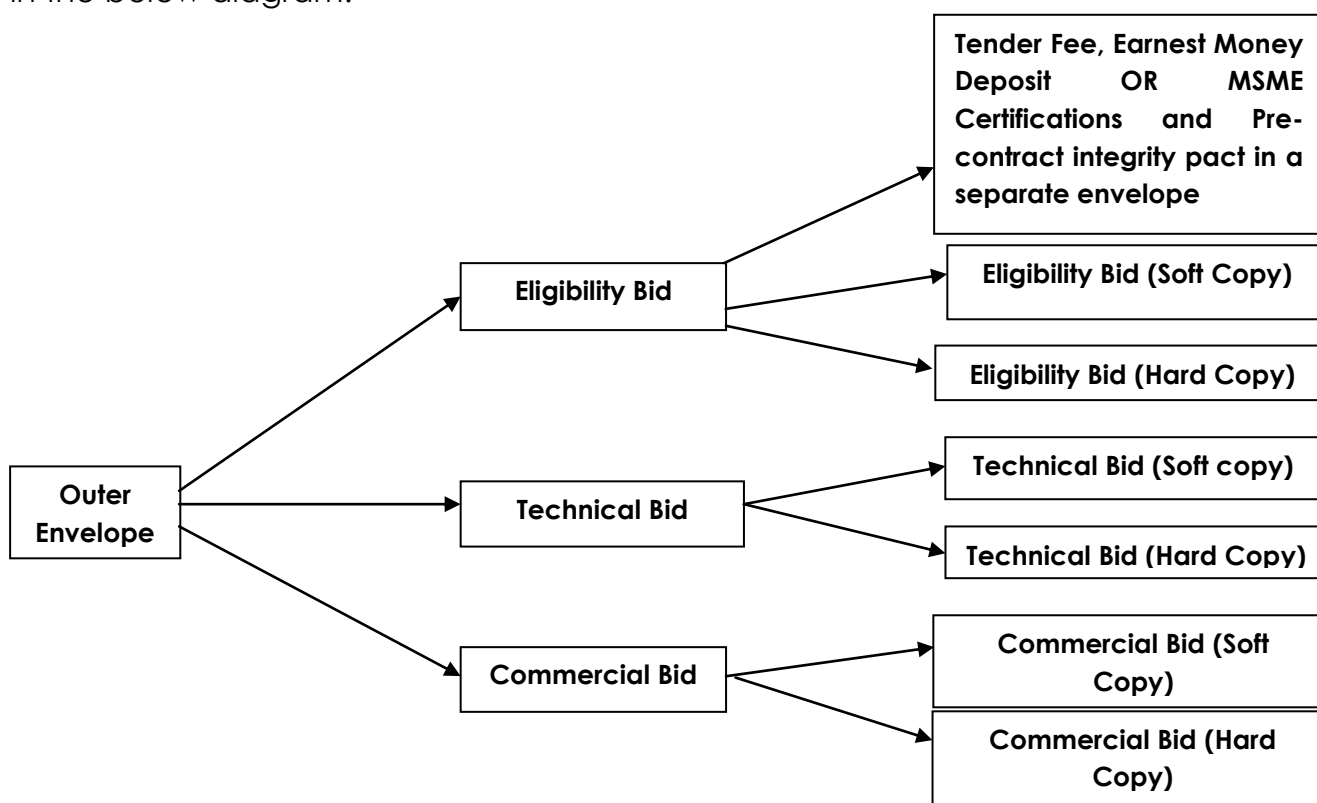 in the below diagram:
Tender Fee, Earnest Money
Deposit OR MSME
Certifications and Pre-
contract integrity pact in a
separate envelope
Eligibility Bid
Eligibility Bid (Soft Copy)
Eligibility Bid (Hard Copy)
Outer
Envelope
Technical Bid
Technical Bid (Soft copy)
Technical Bid (Hard Copy)
Commercial Bid
Commercial Bid (Soft
Copy)
Commercial Bid (Hard
Copy)